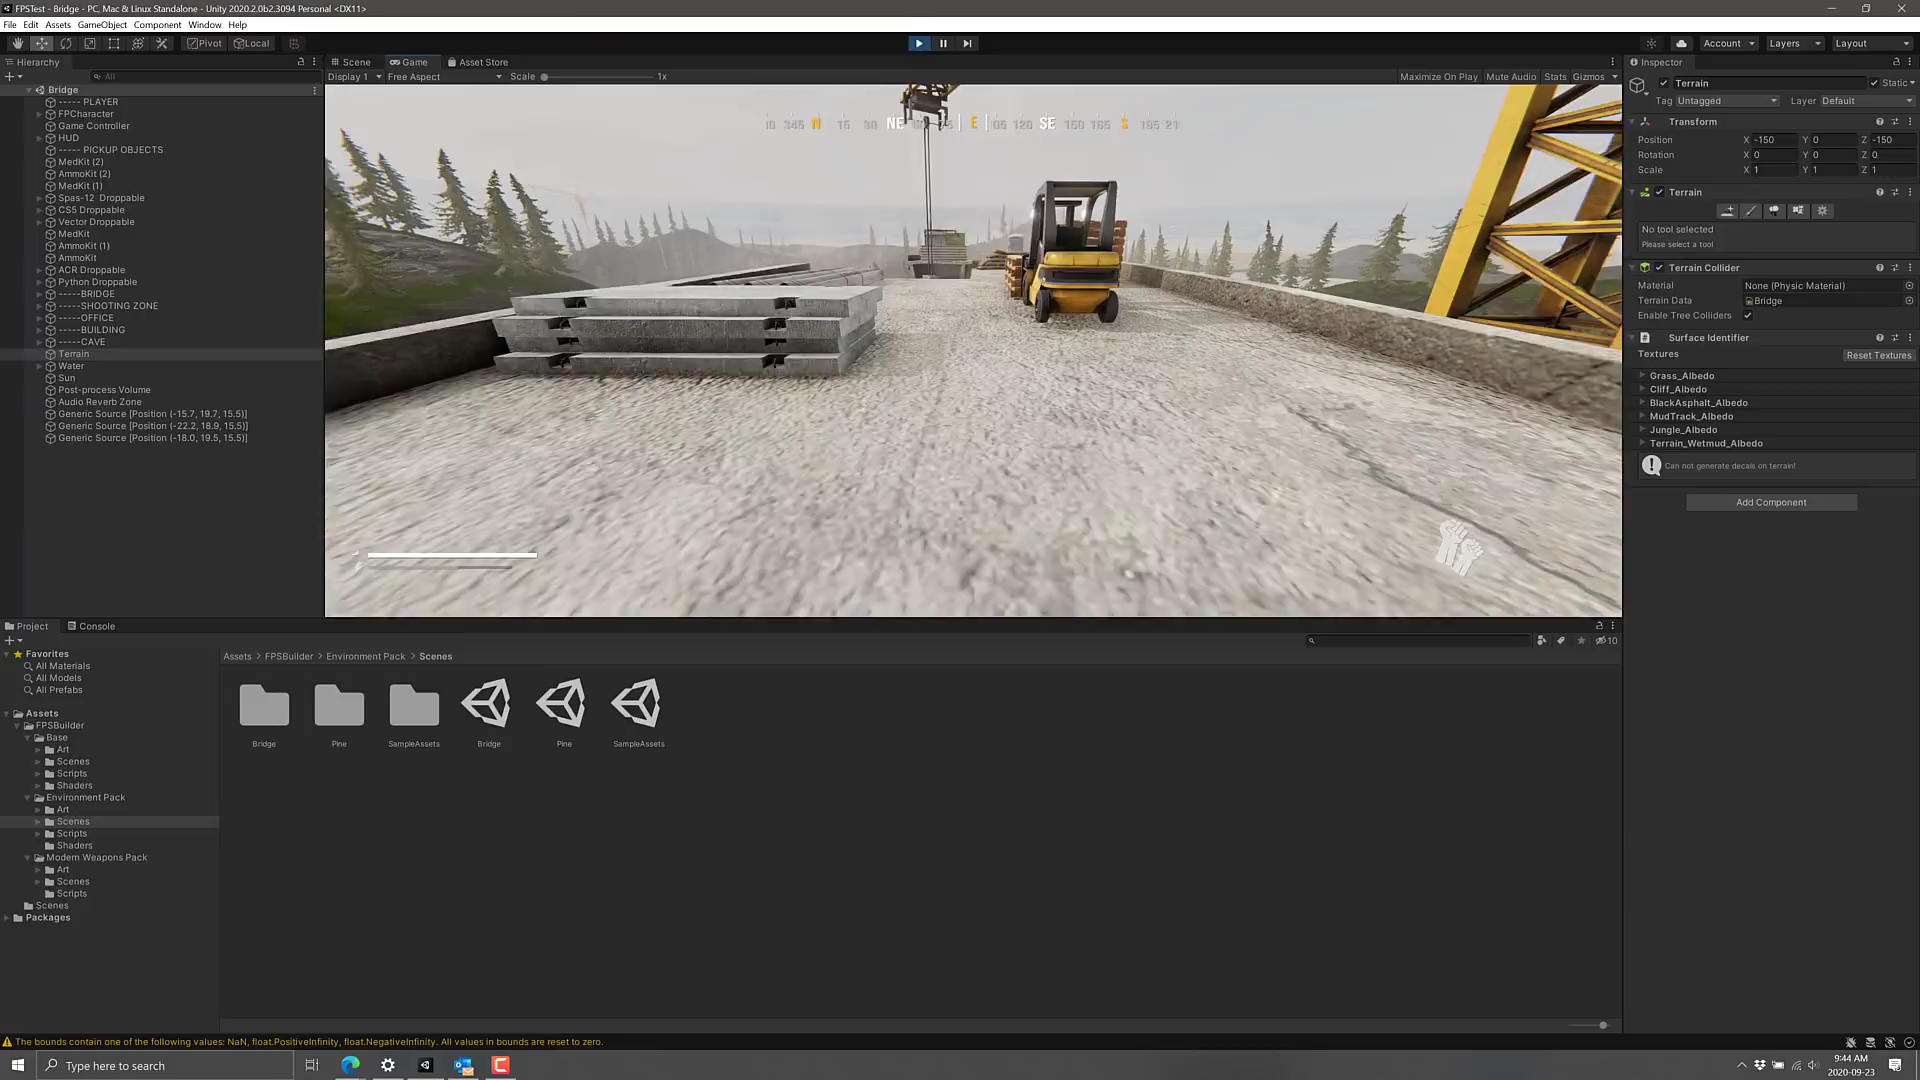 FPSTest - Bridge - PC, Mac & Linux Standalone - Unity 2020.2.0b2.3094 Personal <DX11>
File Edit Assets GameObject Component Window Help
Pivot Local Account Layers Layout
Hierarchy
All
Bridge
----- PLAYER
FPCharacter
Game Controller
HUD
----- PICKUP OBJECTS
MedKit (2)
AmmoKit (2)
MedKit (1)
Spas-12 Droppable
CS5 Droppable
Vector Droppable
MedKit
AmmoKit (1)
AmmoKit
ACR Droppable
Python Droppable
-----BRIDGE
-----SHOOTING ZONE
-----OFFICE
-----BUILDING
-----CAVE
Terrain
Water
Sun
Post-process Volume
Audio Reverb Zone
Generic Source [Position (-15.7, 19.7, 15.5)]
Generic Source [Position (-22.2, 18.9, 15.5)]
Generic Source [Position (-18.0, 19.5, 15.5)]
Scene Game Asset Store
Display 1 Free Aspect Scale 1x Maximize On Play Mute Audio Stats Gizmos
345 N 15 30 NE E 120 SE 150 165 S 195 21
Inspector
Terrain Static
Tag Untagged Layer Default
Transform
Position X -150 Y 0 Z -150
Rotation X 0 Y 0 Z 0
Scale X 1 Y 1 Z 1
Terrain
No tool selected
Please select a tool
Terrain Collider
Material None (Physic Material)
Terrain Data Bridge
Enable Tree Colliders
Surface Identifier
Textures Reset Textures
Grass_Albedo
Cliff_Albedo
BlackAsphalt_Albedo
MudTrack_Albedo
Jungle_Albedo
Terrain_Wetmud_Albedo
Can not generate decals on terrain!
Add Component
Project Console
10
Favorites
All Materials
All Models
All Prefabs
Assets
FPSBuilder
Base
Art
Scenes
Scripts
Shaders
Environment Pack
Art
Scenes
Scripts
Shaders
Modern Weapons Pack
Art
Scenes
Scripts
Scenes
Packages
Assets > FPSBuilder > Environment Pack > Scenes
Bridge Pine SampleAssets Bridge Pine SampleAssets
The bounds contain one of the following values: NaN, float.PositiveInfinity, float.NegativeInfinity. All values in bounds are reset to zero.
Type here to search
9:44 AM
2020-09-23